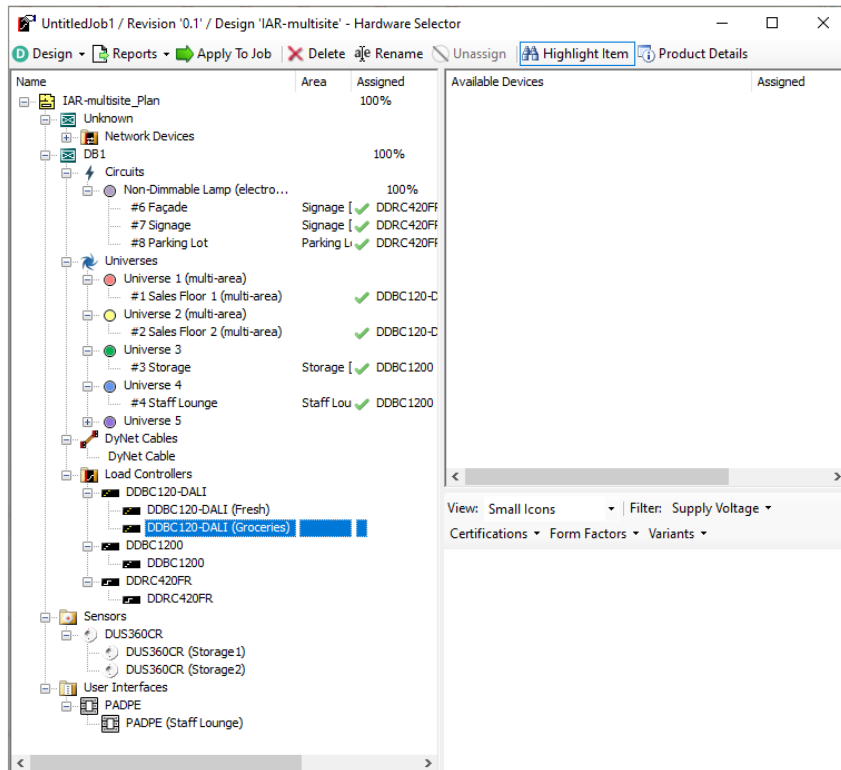 UntitledJob1 / Revision '0.1' / Design 'IAR-multisite' - Hardware Selector
Design Reports Apply To Job Delete Rename Unassign Highlight Item Product Details
Name Area Assigned
IAR-multisite_Plan 100%
Unknown
Network Devices
DB1 100%
Circuits
Non-Dimmable Lamp (electro... 100%
#6 Façade Signage [ DDRC420FR
#7 Signage Signage [ DDRC420FR
#8 Parking Lot Parking Lo DDRC420FR
Universes
Universe 1 (multi-area)
#1 Sales Floor 1 (multi-area) DDBC120-D
Universe 2 (multi-area)
#2 Sales Floor 2 (multi-area) DDBC120-D
Universe 3
#3 Storage Storage [ DDBC1200
Universe 4
#4 Staff Lounge Staff Lou DDBC1200
Universe 5
DyNet Cables
DyNet Cable
Load Controllers
DDBC120-DALI
DDBC120-DALI (Fresh)
DDBC120-DALI (Groceries)
DDBC1200
DDBC1200
DDRC420FR
DDRC420FR
Sensors
DUS360CR
DUS360CR (Storage1)
DUS360CR (Storage2)
User Interfaces
PADPE
PADPE (Staff Lounge)
Available Devices Assigned
View: Small Icons Filter: Supply Voltage
Certifications Form Factors Variants